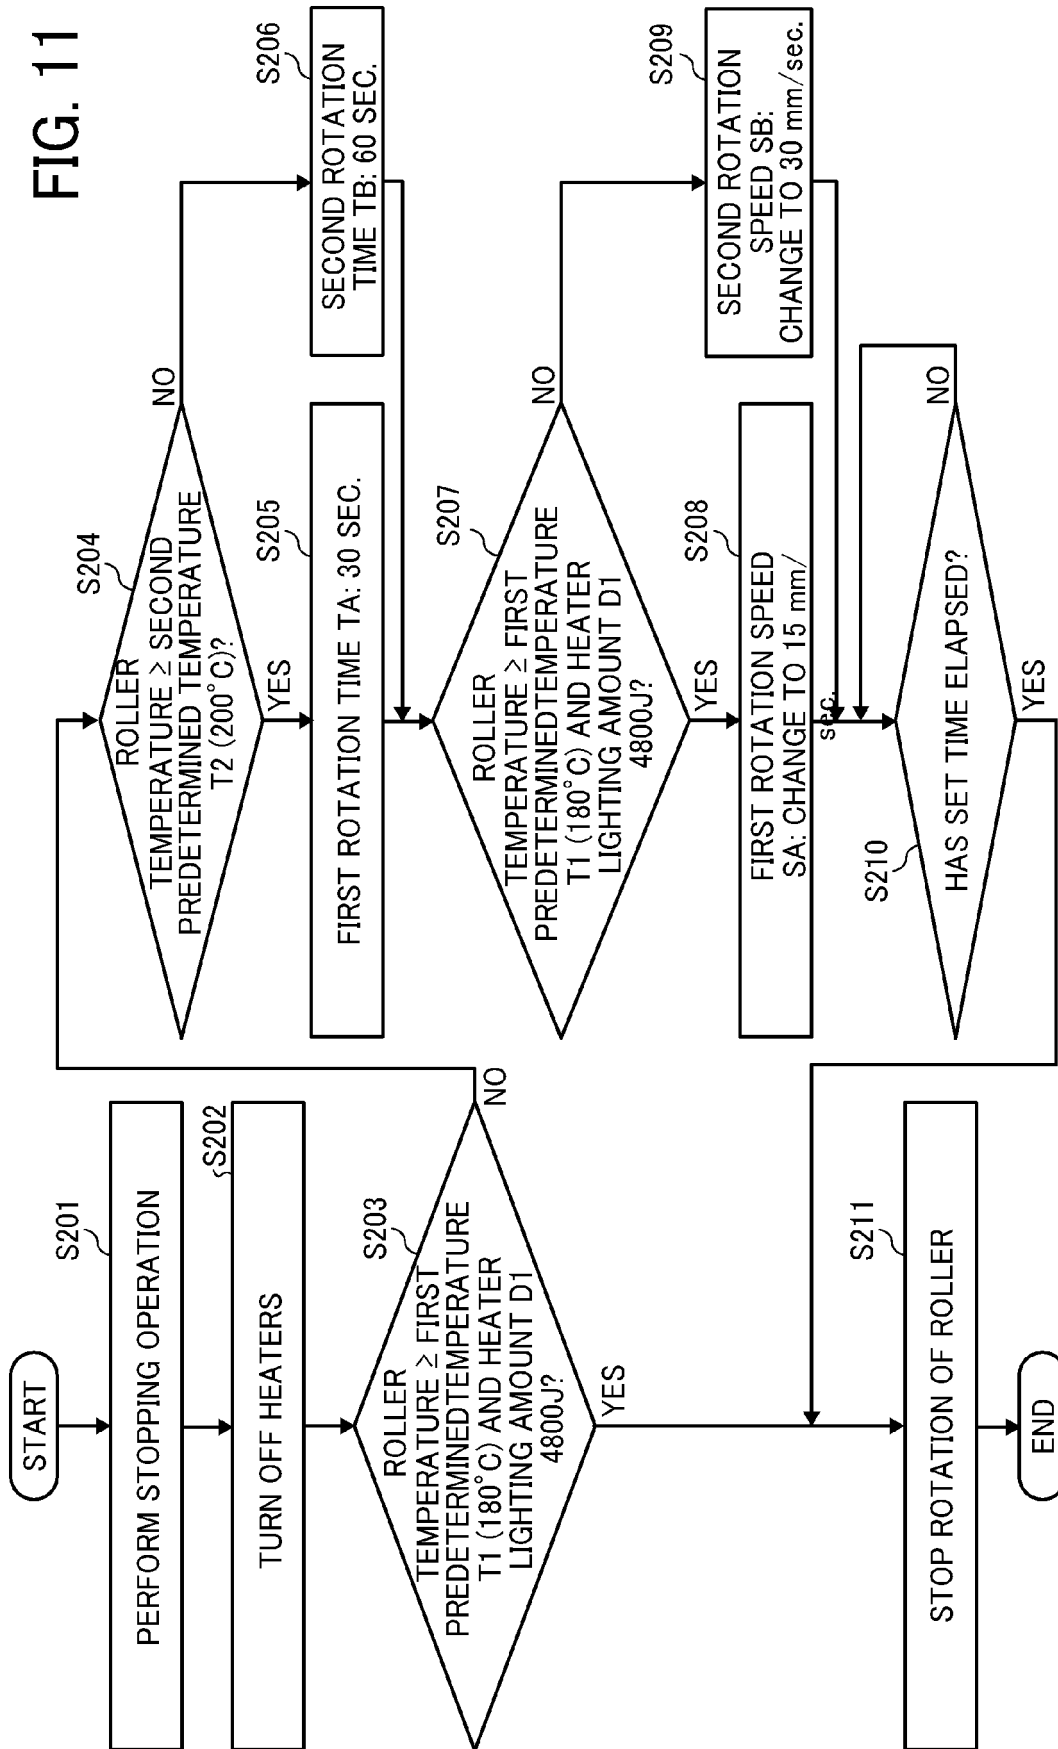 FIG. 11
START
S201
PERFORM STOPPING OPERATION
S202
TURN OFF HEATERS
S203
ROLLER
TEMPERATURE ≥ FIRST
PREDETERMINEDTEMPERATURE
T1 (180°C) AND HEATER
LIGHTING AMOUNT D1
4800J?
NO
YES
S211
STOP ROTATION OF ROLLER
END
S204
ROLLER
TEMPERATURE ≥ SECOND
PREDETERMINED TEMPERATURE
T2 (200°C)?
NO
YES
S205
FIRST ROTATION TIME TA: 30 SEC.
S206
SECOND ROTATION
TIME TB: 60 SEC.
S207
ROLLER
TEMPERATURE ≥ FIRST
PREDETERMINEDTEMPERATURE
T1 (180°C) AND HEATER
LIGHTING AMOUNT D1
4800J?
NO
YES
S208
FIRST ROTATION SPEED
SA: CHANGE TO 15 mm/
sec.
S209
SECOND ROTATION
SPEED SB:
CHANGE TO 30 mm/sec.
S210
HAS SET TIME ELAPSED?
NO
YES